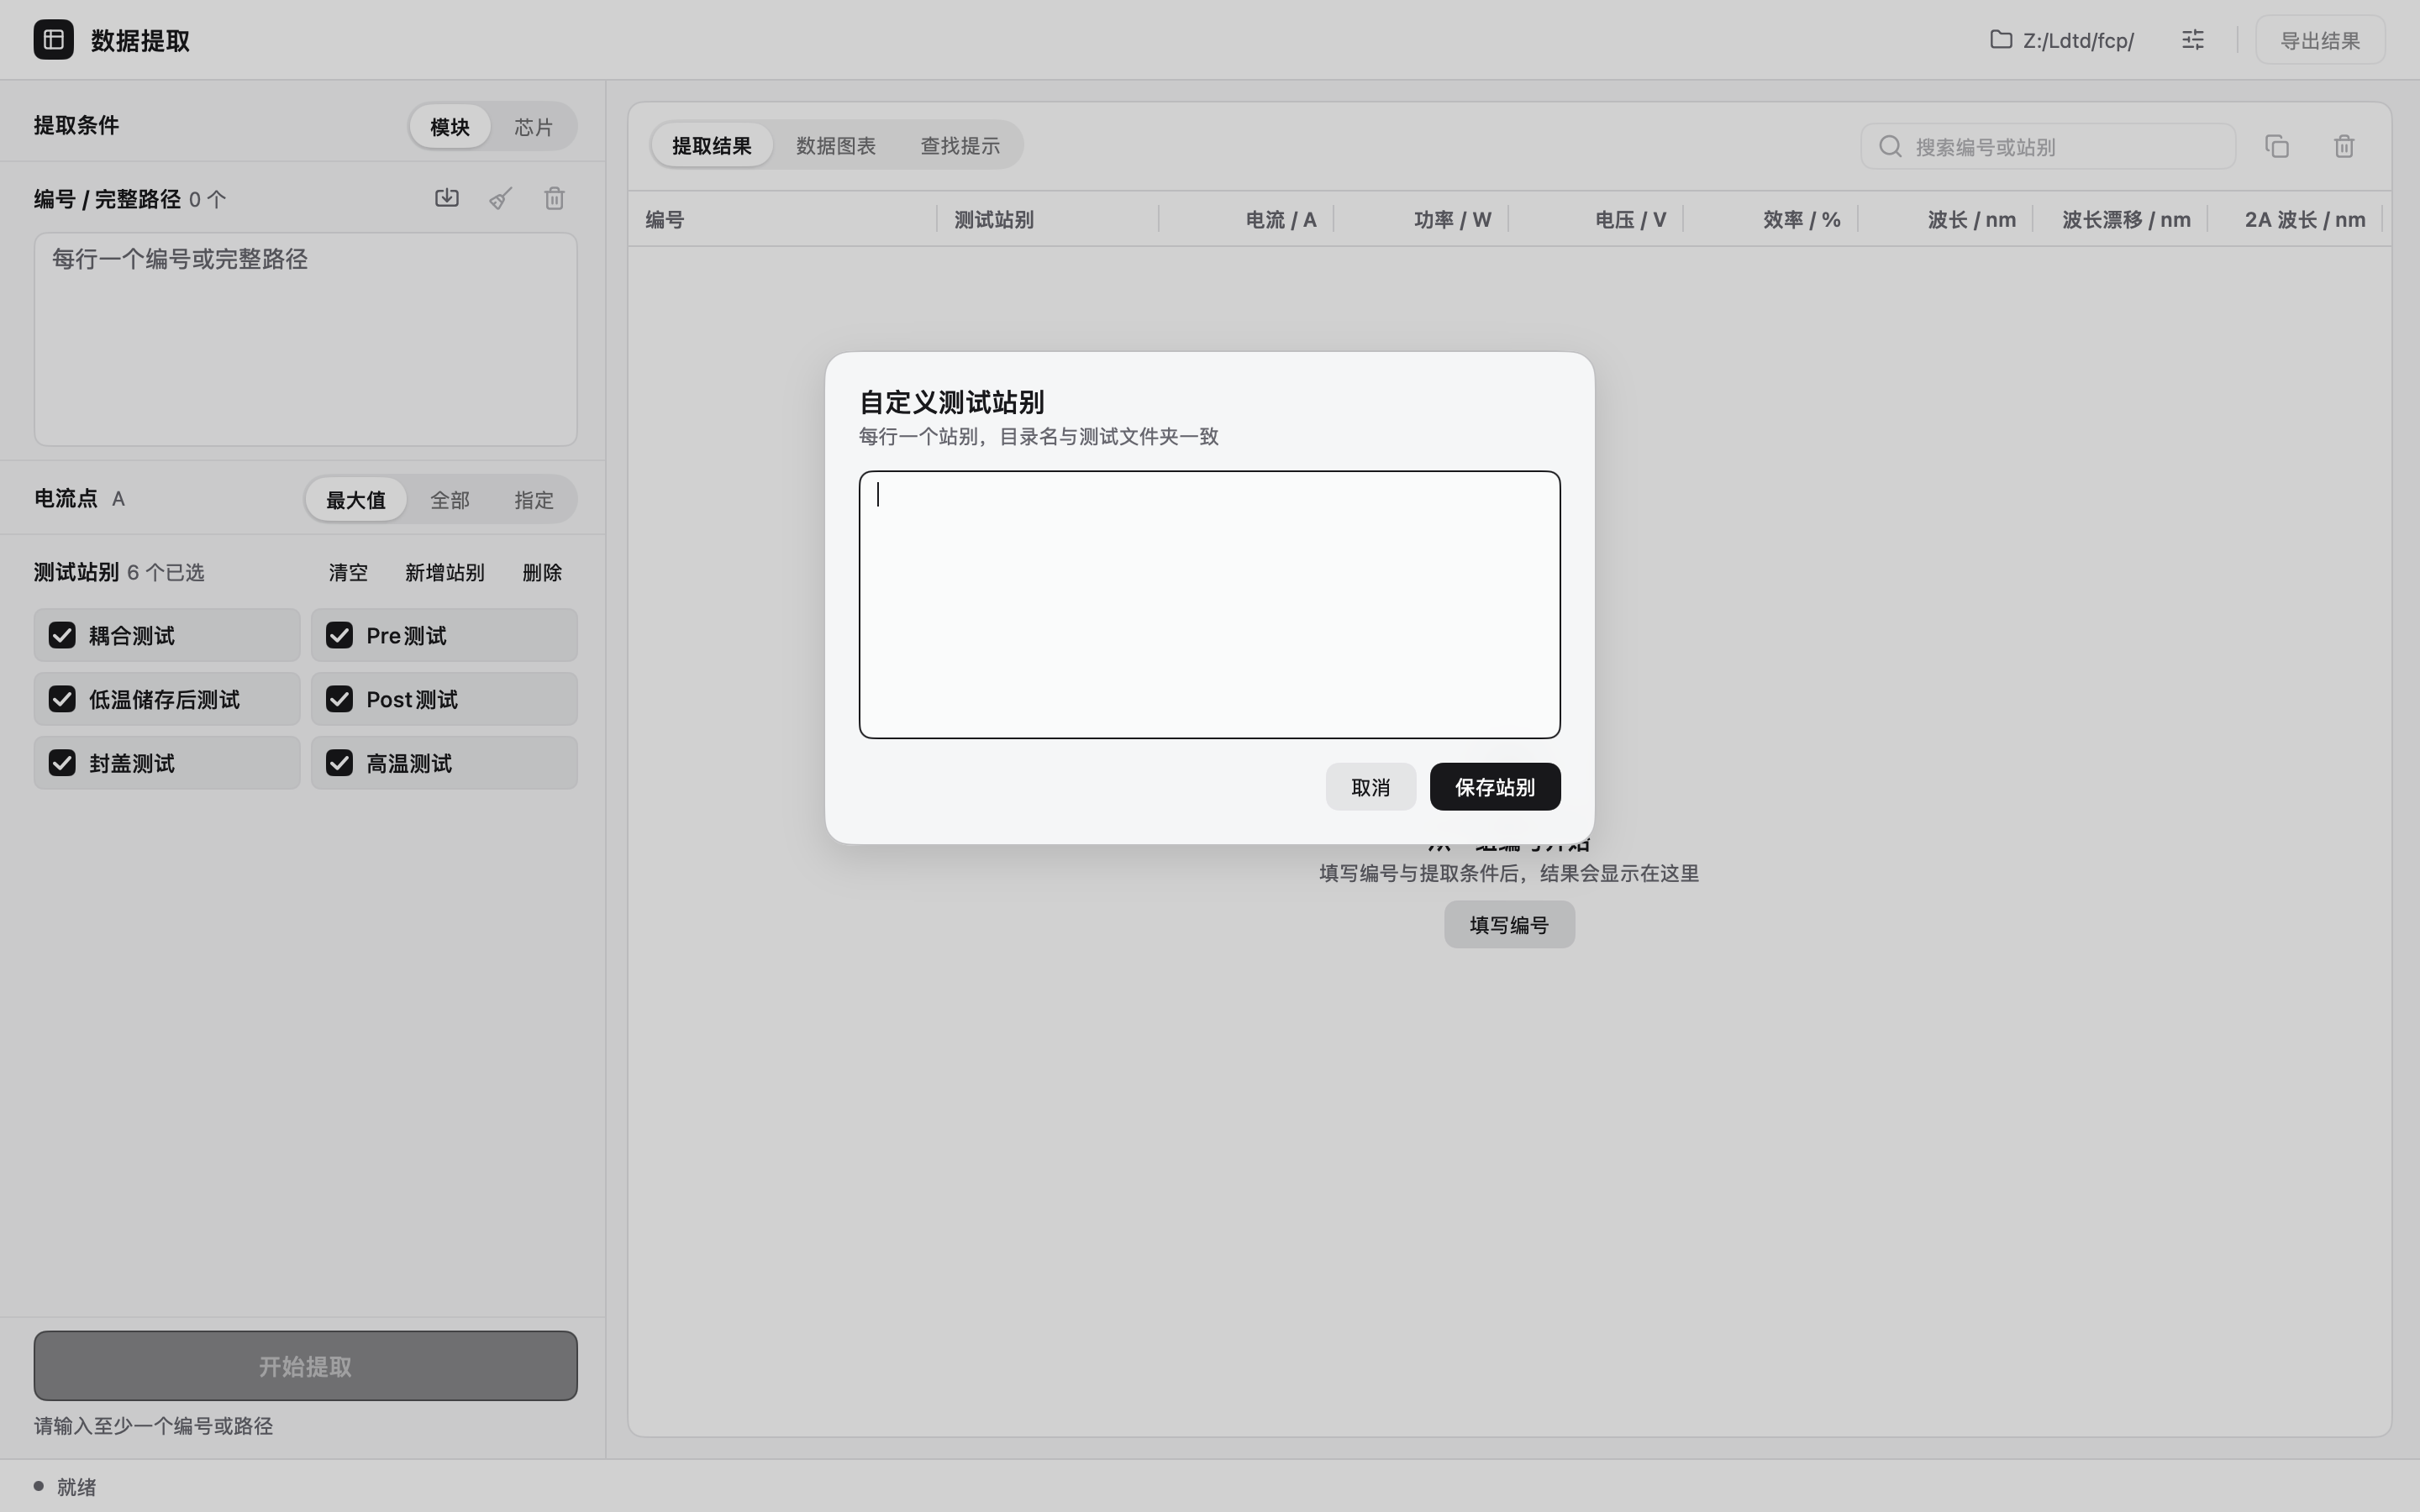 数据提取
Z:/Ldtd/fcp/
导出结果
提取条件
模块
芯片
编号 / 完整路径 0 个
每行一个编号或完整路径
电流点 A
最大值
全部
指定
测试站别 6 个已选
清空
新增站别
删除
耦合测试
Pre测试
低温储存后测试
Post测试
封盖测试
高温测试
开始提取
请输入至少一个编号或路径
就绪
提取结果
数据图表
查找提示
搜索编号或站别
编号
测试站别
电流 / A
功率 / W
电压 / V
效率 / %
波长 / nm
波长漂移 / nm
2A 波长 / nm
自定义测试站别
每行一个站别，目录名与测试文件夹一致
取消
保存站别
填写编号与提取条件后，结果会显示在这里
填写编号